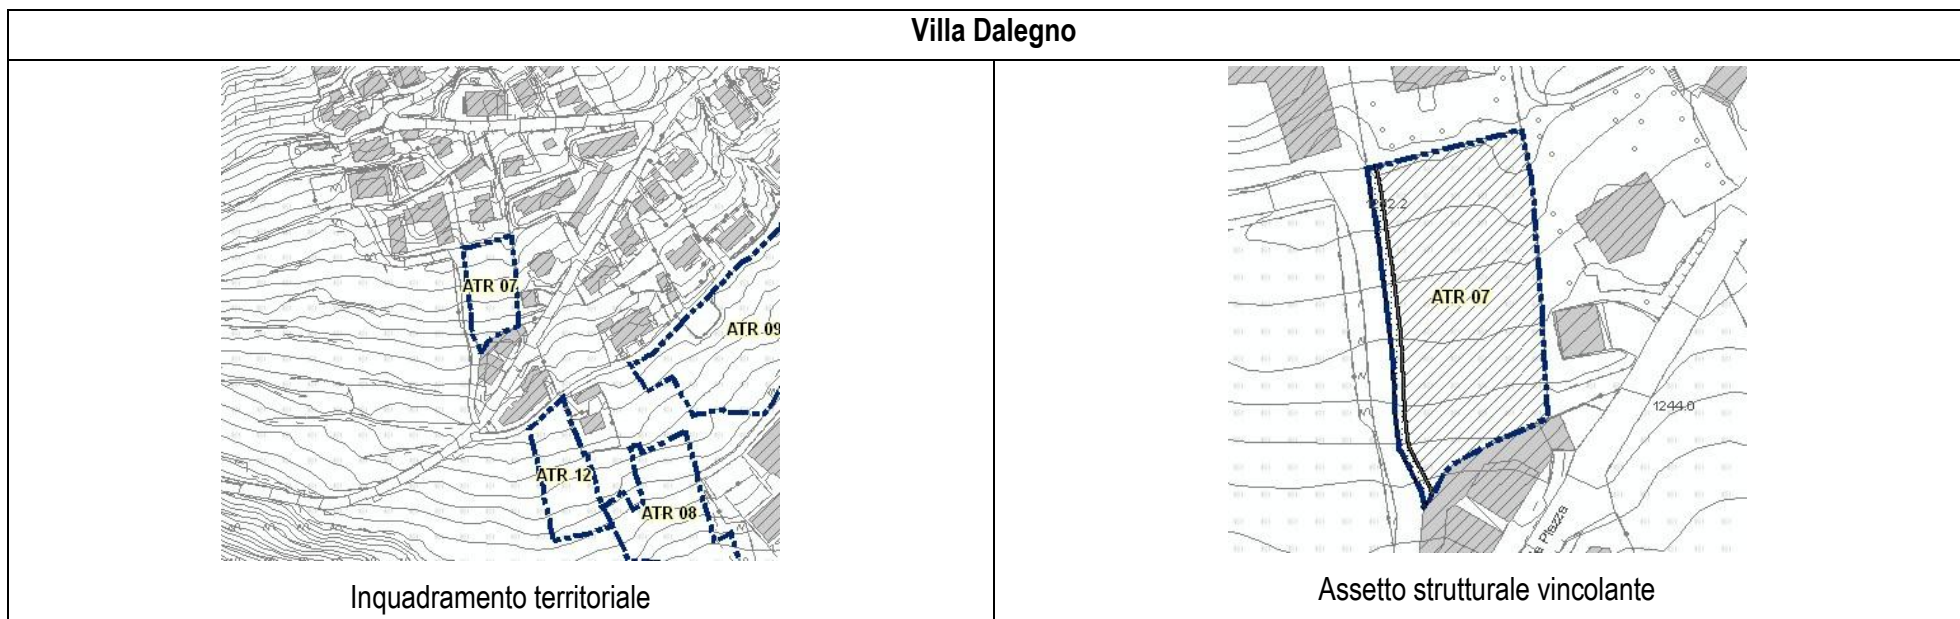 Villa Dalegno
ATR 07
ATR 09
ATR 12
ATR 08
Inquadramento territoriale
ATR 07
1244.0
Piazza
Assetto strutturale vincolante